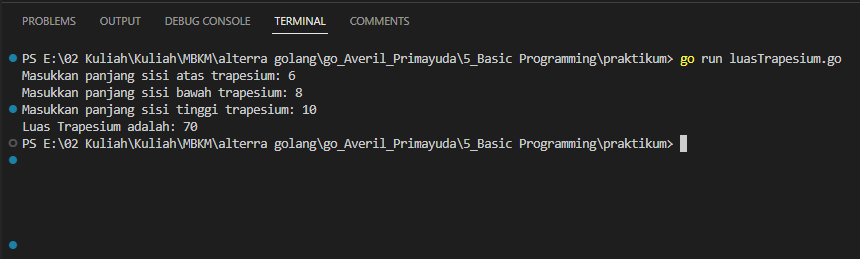 PROBLEMS OUTPUT DEBUG CONSOLE TERMINAL COMMENTS
PS E:\02 Kuliah\Kuliah\MBKM\alterra golang\go_Averil_Primayuda\5_Basic Programming\praktikum> go run luasTrapesium.go
Masukkan panjang sisi atas trapesium: 6
Masukkan panjang sisi bawah trapesium: 8
Masukkan panjang sisi tinggi trapesium: 10
Luas Trapesium adalah: 70
PS E:\02 Kuliah\Kuliah\MBKM\alterra golang\go_Averil_Primayuda\5_Basic Programming\praktikum>